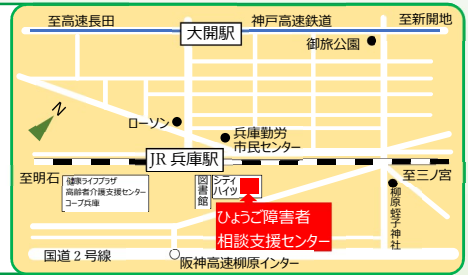 至高速長田
神戸高速鉄道
至新開地
大開駅
御旅公園
N
ローソン
兵庫勤労
市民センター
JR 兵庫駅
至明石
至三ノ宮
健康ライフプラザ
高齢者介護支援センター
コープ兵庫
図書館
シティ
ハイツ
柳原蛭子神社
ひょうご障害者
相談支援センター
国道2号線
阪神高速柳原インター